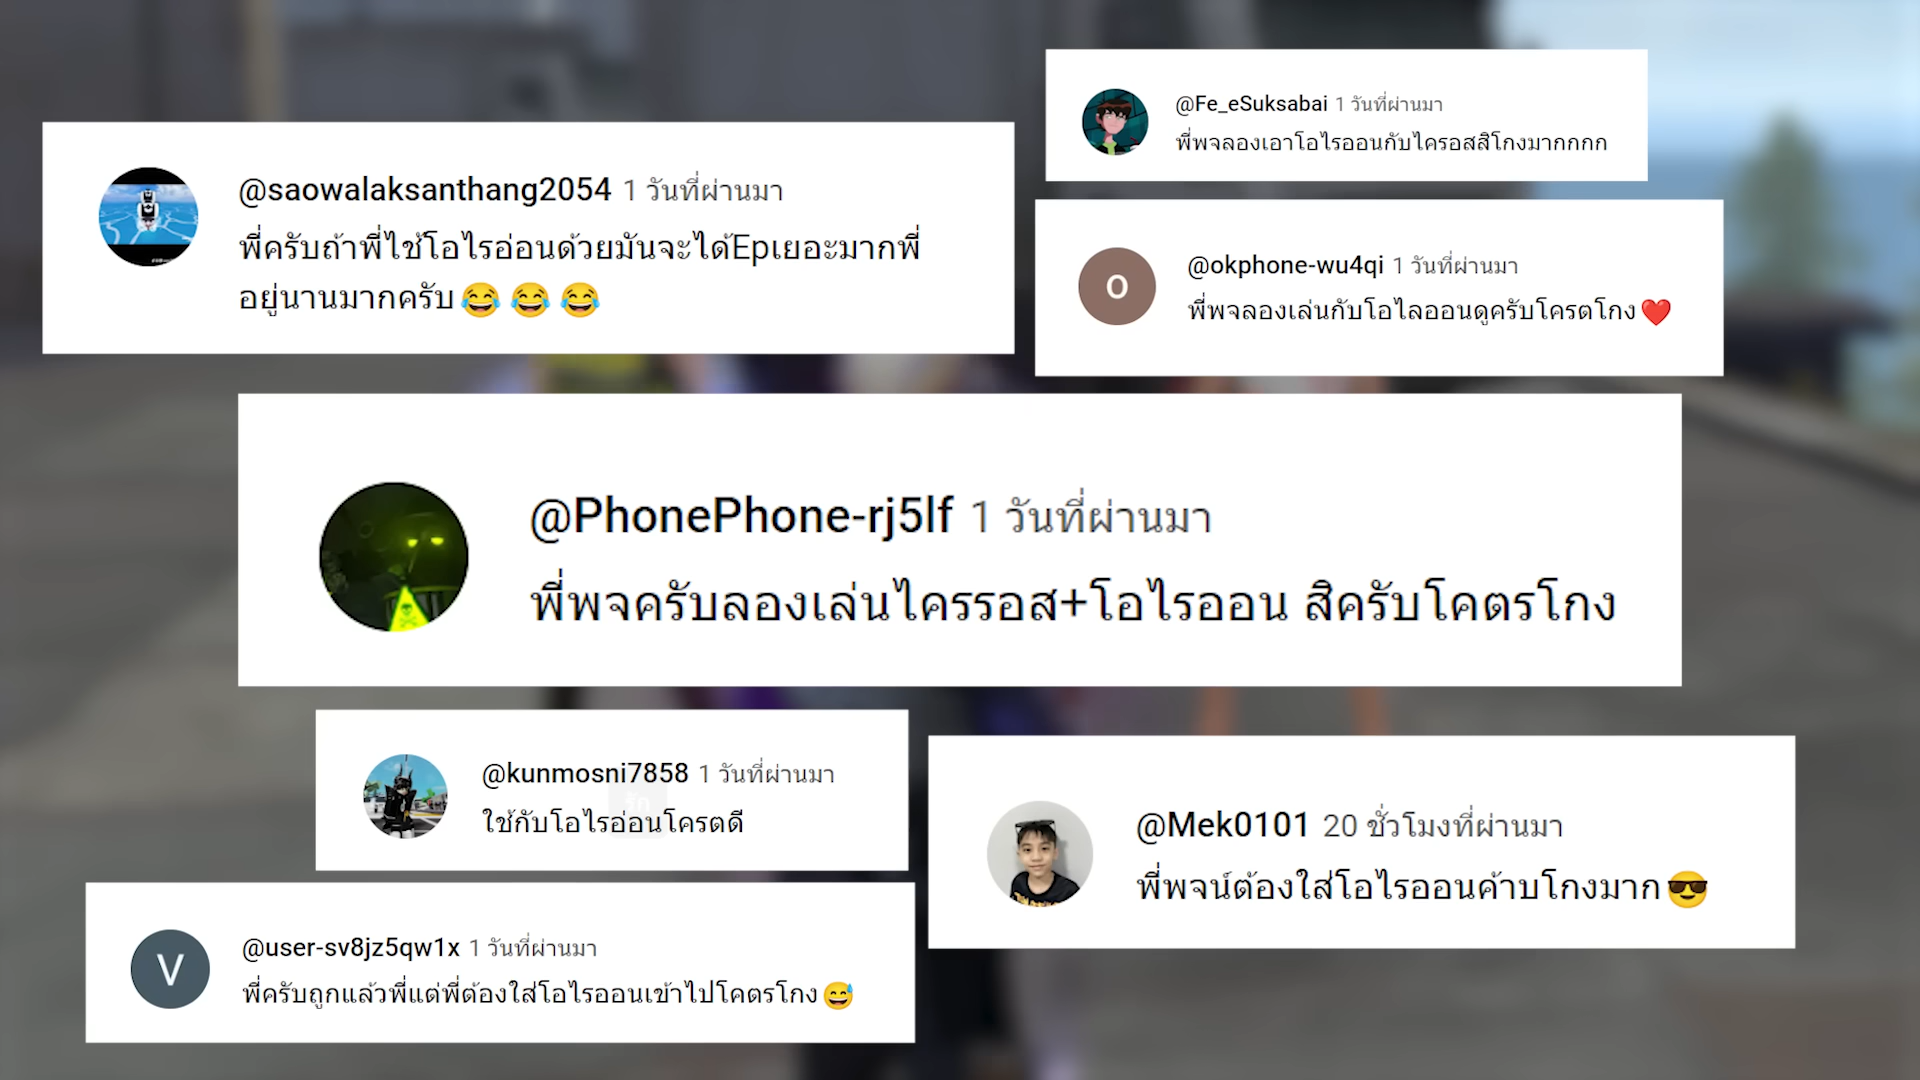 @saowalaksanthang2054 1 วันที่ผ่านมา
พี่ครับถ้าพี่ไช้โอไรอ่อนด้วยมันจะได้Epเยอะมากพี่
อยู่นานมากครับ😂😂😂
@Fe_eSuksabai 1 วันที่ผ่านมา
พี่พจลองเอาโอไรออนกับไครอสสิโกงมากกกก
O
@okphone-wu4qi 1 วันที่ผ่านมา
พี่พจลองเล่นกับโอไลออนดูครับโครตโกง❤️
@PhonePhone-rj5lf 1 วันที่ผ่านมา
พี่พจครับลองเล่นไครรอส+โอไรออน สิครับโคตรโกง
@kunmosni7858 1 วันที่ผ่านมา
รัก
ใช้กับโอไรอ่อนโครตดี
@Mek0101 20 ชั่วโมงที่ผ่านมา
พี่พจน์ต้องใส่โอไรออนค้าบโกงมาก😎
V
@user-sv8jz5qw1x 1 วันที่ผ่านมา
พี่ครับถูกแล้วพี่แต่พี่ต้องใส่โอไรออนเข้าไปโคตรโกง😅